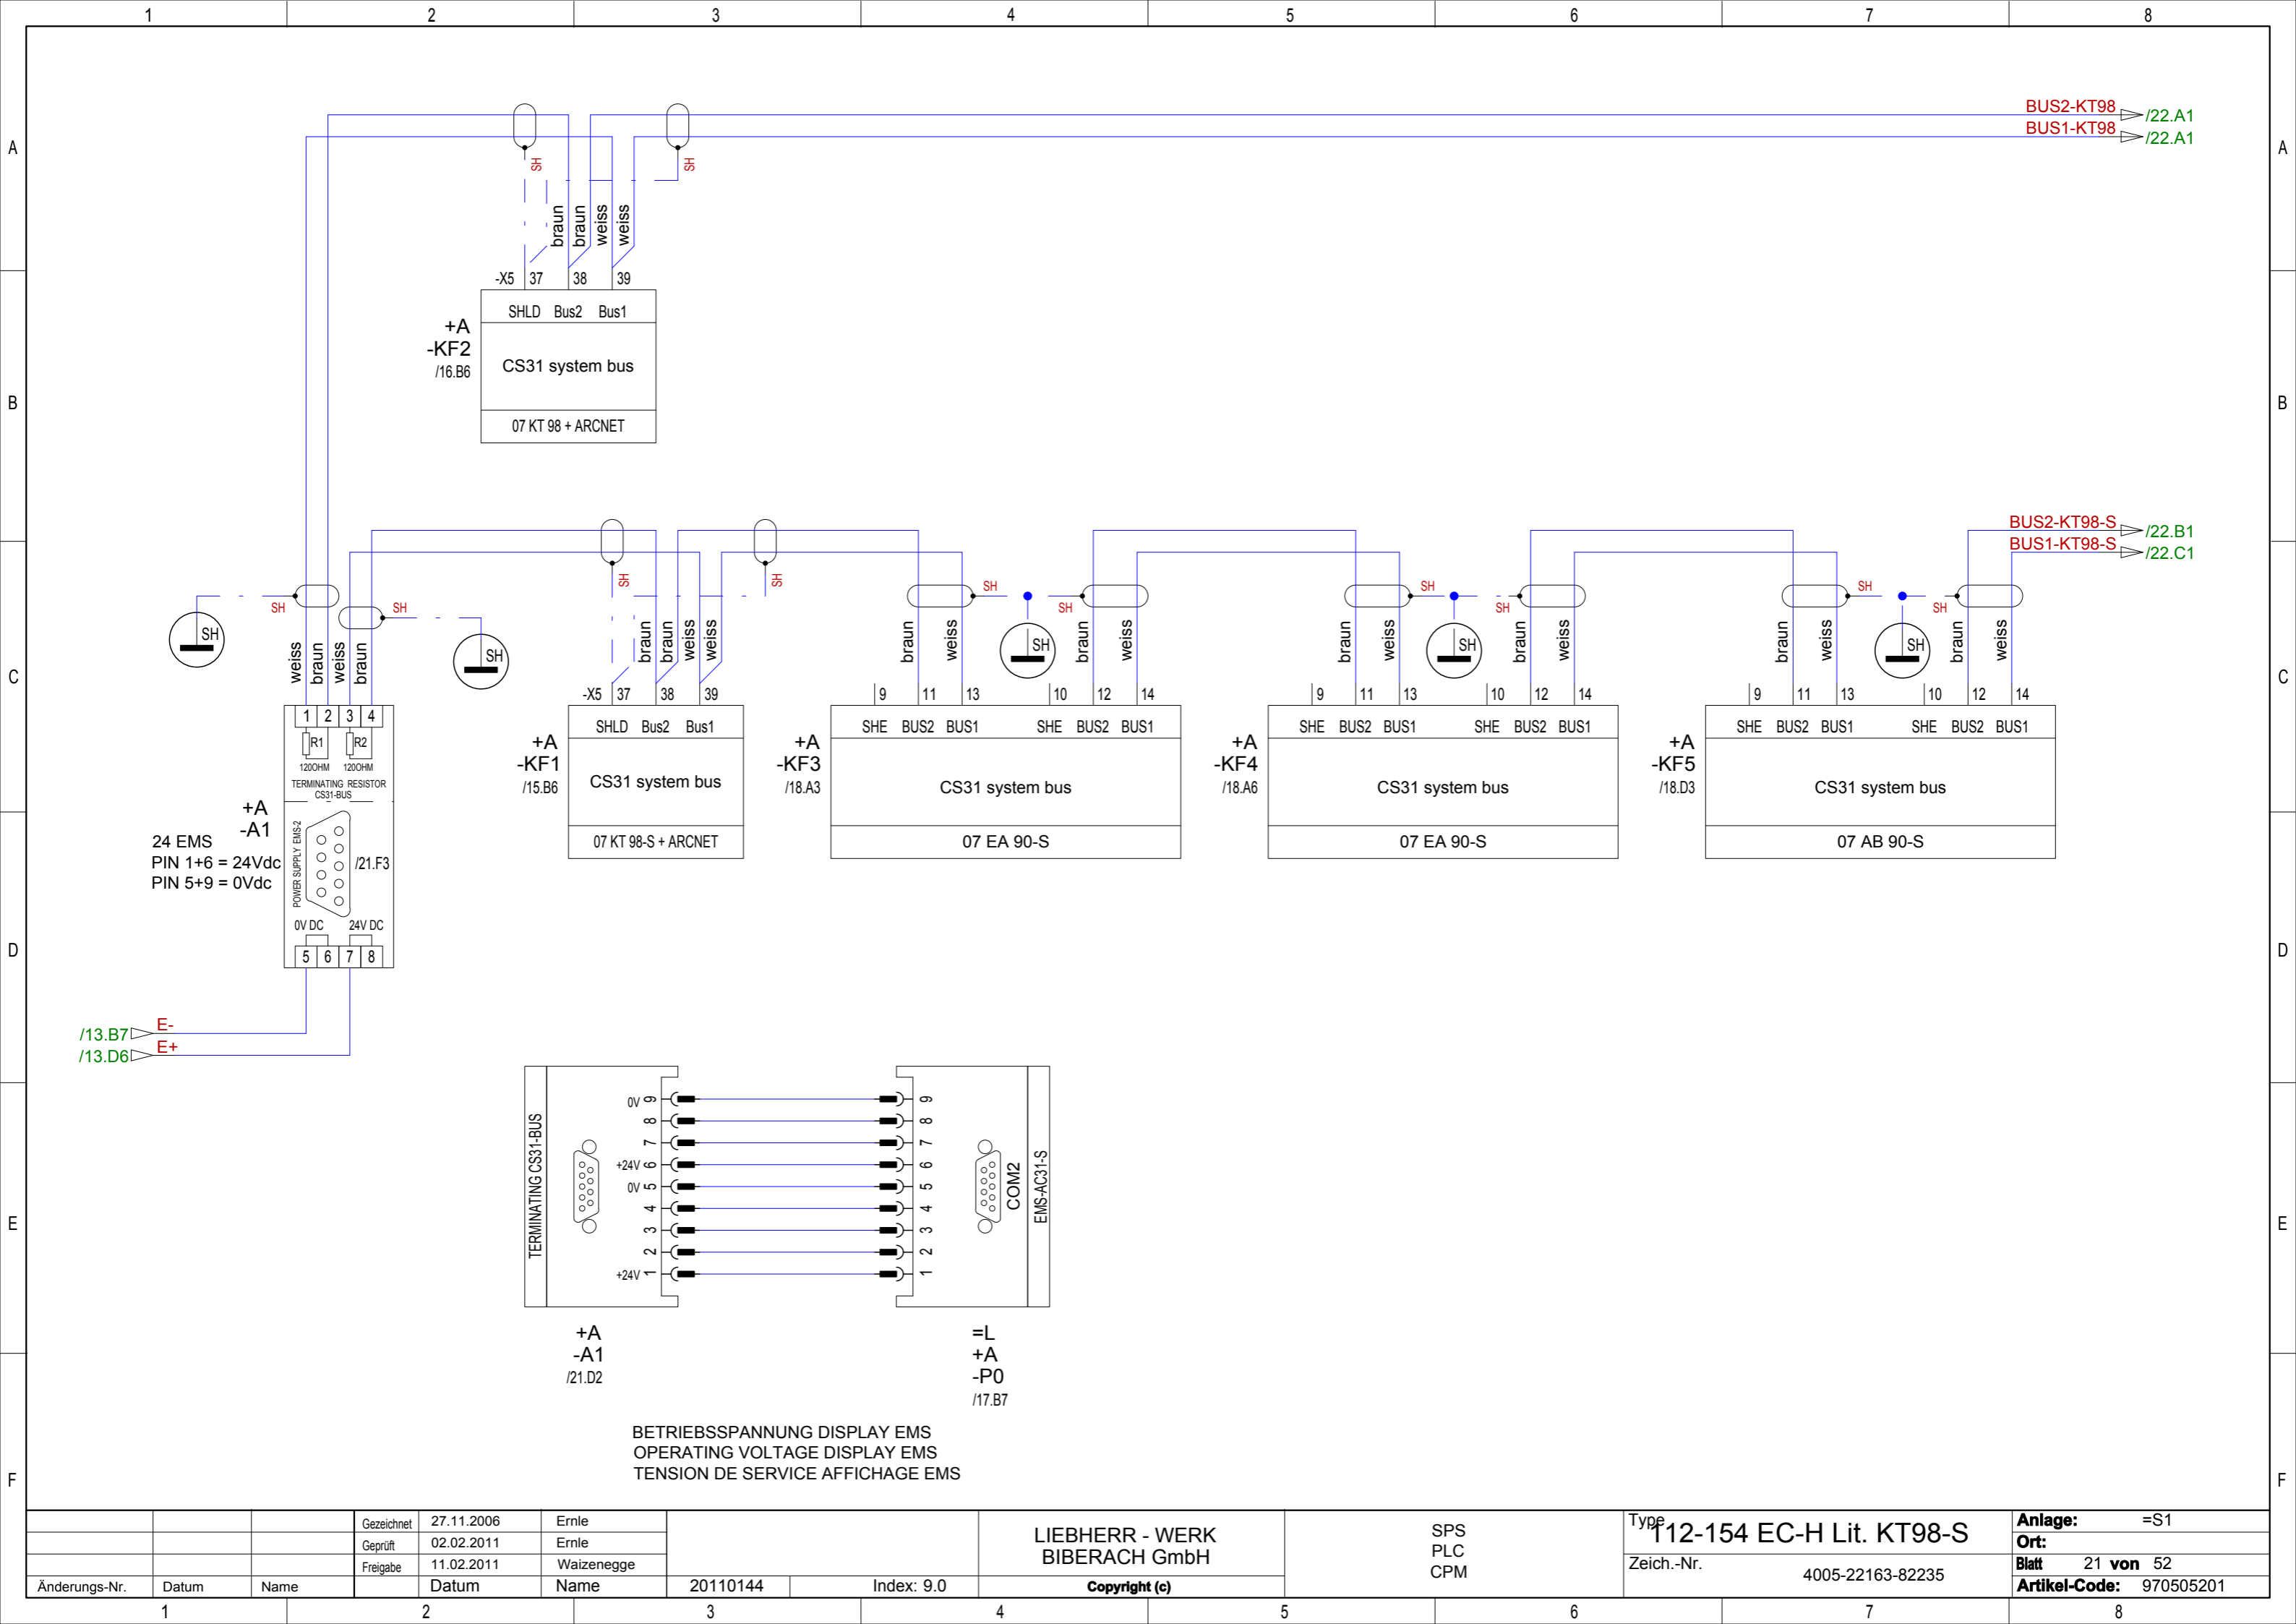 1 2 3 4 5 6 7 8
A A
BUS2-KT98 /22.A1
BUS1-KT98 /22.A1
SH SH
braun braun weiss weiss
-X5 37 38 39
SHLD Bus2 Bus1
+A
-KF2
/16.B6
CS31 system bus
07 KT 98 + ARCNET
B B
BUS2-KT98-S /22.B1
BUS1-KT98-S /22.C1
SH SH SH SH SH SH SH SH SH SH
SH SH SH SH SH
weiss braun weiss braun
braun braun weiss weiss
braun weiss braun weiss
braun weiss braun weiss
braun weiss braun weiss
C C
1 2 3 4
R1 R2
120OHM 120OHM
TERMINATING RESISTOR
CS31-BUS
+A
-A1
24 EMS
PIN 1+6 = 24Vdc
PIN 5+9 = 0Vdc
POWER SUPPLY EMS-2
/21.F3
0V DC 24V DC
5 6 7 8
-X5 37 38 39
SHLD Bus2 Bus1
+A
-KF1
/15.B6
CS31 system bus
07 KT 98-S + ARCNET
9 11 13 10 12 14
SHE BUS2 BUS1 SHE BUS2 BUS1
+A
-KF3
/18.A3
CS31 system bus
07 EA 90-S
9 11 13 10 12 14
SHE BUS2 BUS1 SHE BUS2 BUS1
+A
-KF4
/18.A6
CS31 system bus
07 EA 90-S
9 11 13 10 12 14
SHE BUS2 BUS1 SHE BUS2 BUS1
+A
-KF5
/18.D3
CS31 system bus
07 AB 90-S
D D
/13.B7 E-
/13.D6 E+
TERMINATING CS31-BUS
0V 9 9
8 8
7 7
+24V 6 6
0V 5 5
4 4
3 3
2 2
+24V 1 1
COM2
EMS-AC31-S
E E
+A
-A1
/21.D2
=L
+A
-P0
/17.B7
BETRIEBSSPANNUNG DISPLAY EMS
OPERATING VOLTAGE DISPLAY EMS
TENSION DE SERVICE AFFICHAGE EMS
F F
Gezeichnet 27.11.2006 Ernle
Geprüft 02.02.2011 Ernle
Freigabe 11.02.2011 Waizenegge
Änderungs-Nr. Datum Name Datum Name 20110144 Index: 9.0
LIEBHERR - WERK
BIBERACH GmbH
Copyright (c)
SPS
PLC
CPM
Type 112-154 EC-H Lit. KT98-S
Zeich.-Nr. 4005-22163-82235
Anlage: =S1
Ort:
Blatt 21 von 52
Artikel-Code: 970505201
1 2 3 4 5 6 7 8